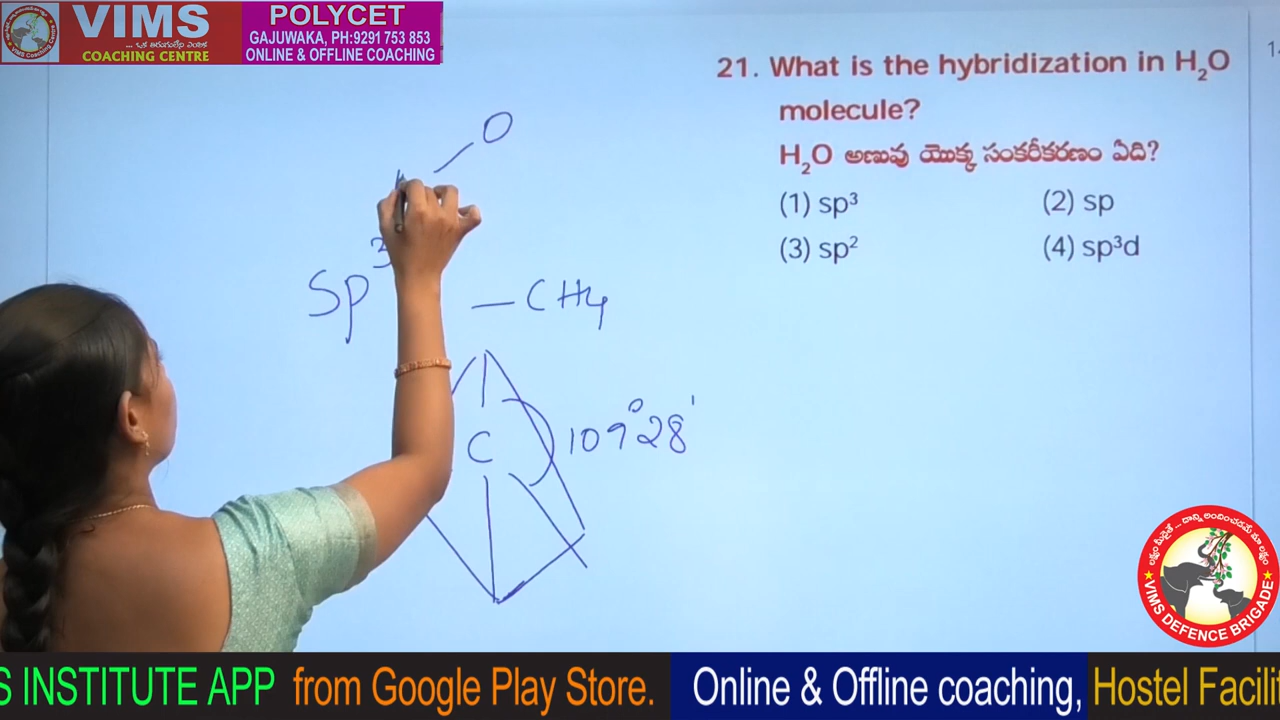 VIMS
... ఒక తిరుగులేని ఎంపిక
COACHING CENTRE
POLYCET
GAJUWAKA, PH:9291 753 853
ONLINE & OFFLINE COACHING
21. What is the hybridization in H₂O
molecule?
H₂O అణువు యొక్క సంకరీకరణం ఏది?
(1) sp³ (2) sp
(3) sp² (4) sp³d
O
Sp³ — CH₄
C 109°28'
VIMS DEFENCE BRIGADE
S INSTITUTE APP from Google Play Store. Online & Offline coaching, Hostel Facilit